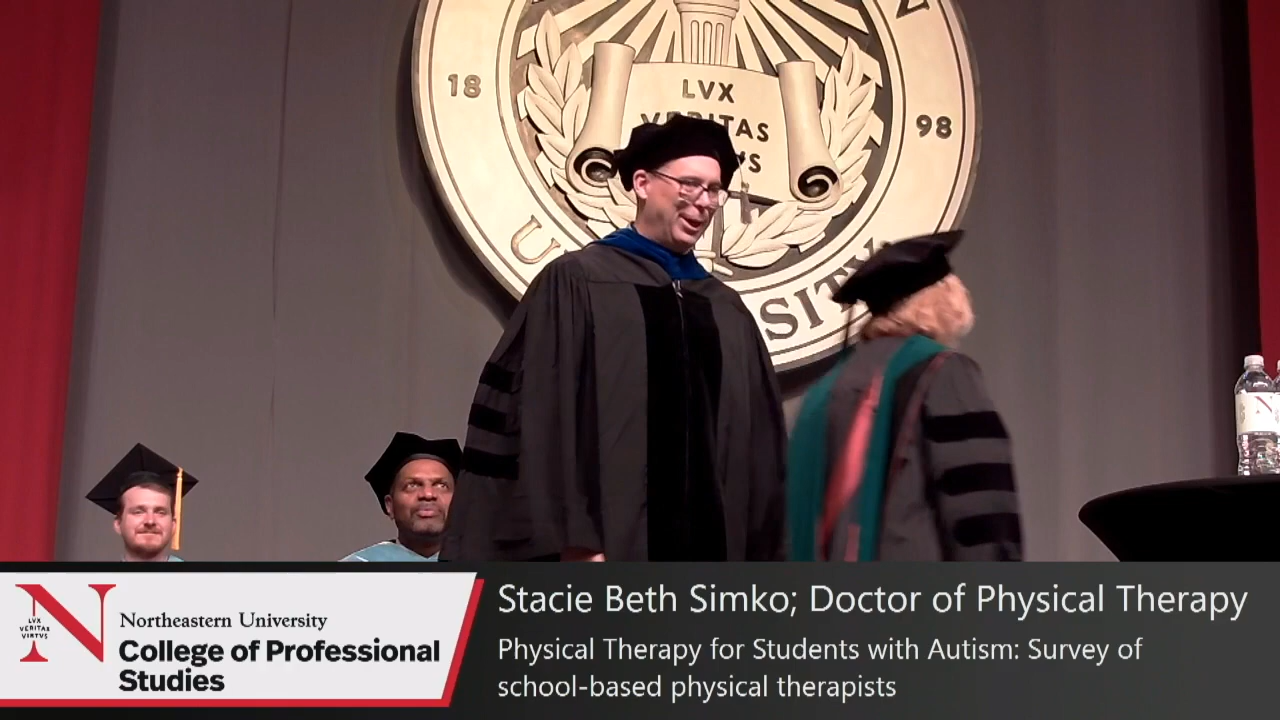 18
LVX
VERITAS
98
SITY
N
LVX
VERITAS
VIRTVS
Northeastern University
College of Professional
Studies
Stacie Beth Simko; Doctor of Physical Therapy
Physical Therapy for Students with Autism: Survey of
school-based physical therapists